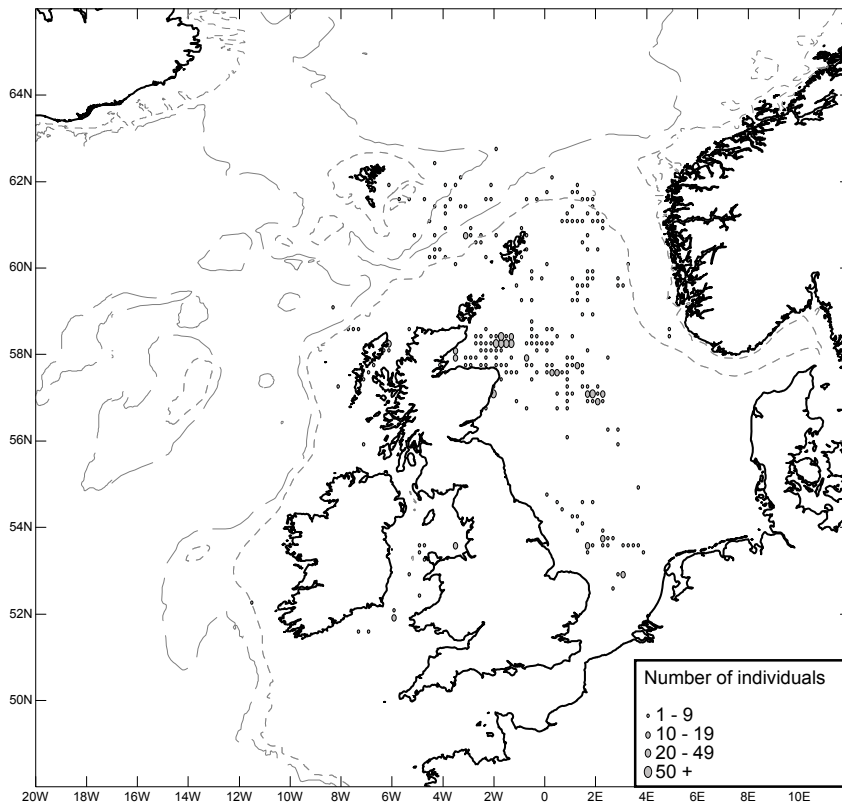 64N
62N
60N
58N
56N
54N
52N
50N
Number of individuals
1 - 9
10 - 19
20 - 49
50 +
20W 18W 16W 14W 12W 10W 8W 6W 4W 2W 0 2E 4E 6E 8E 10E